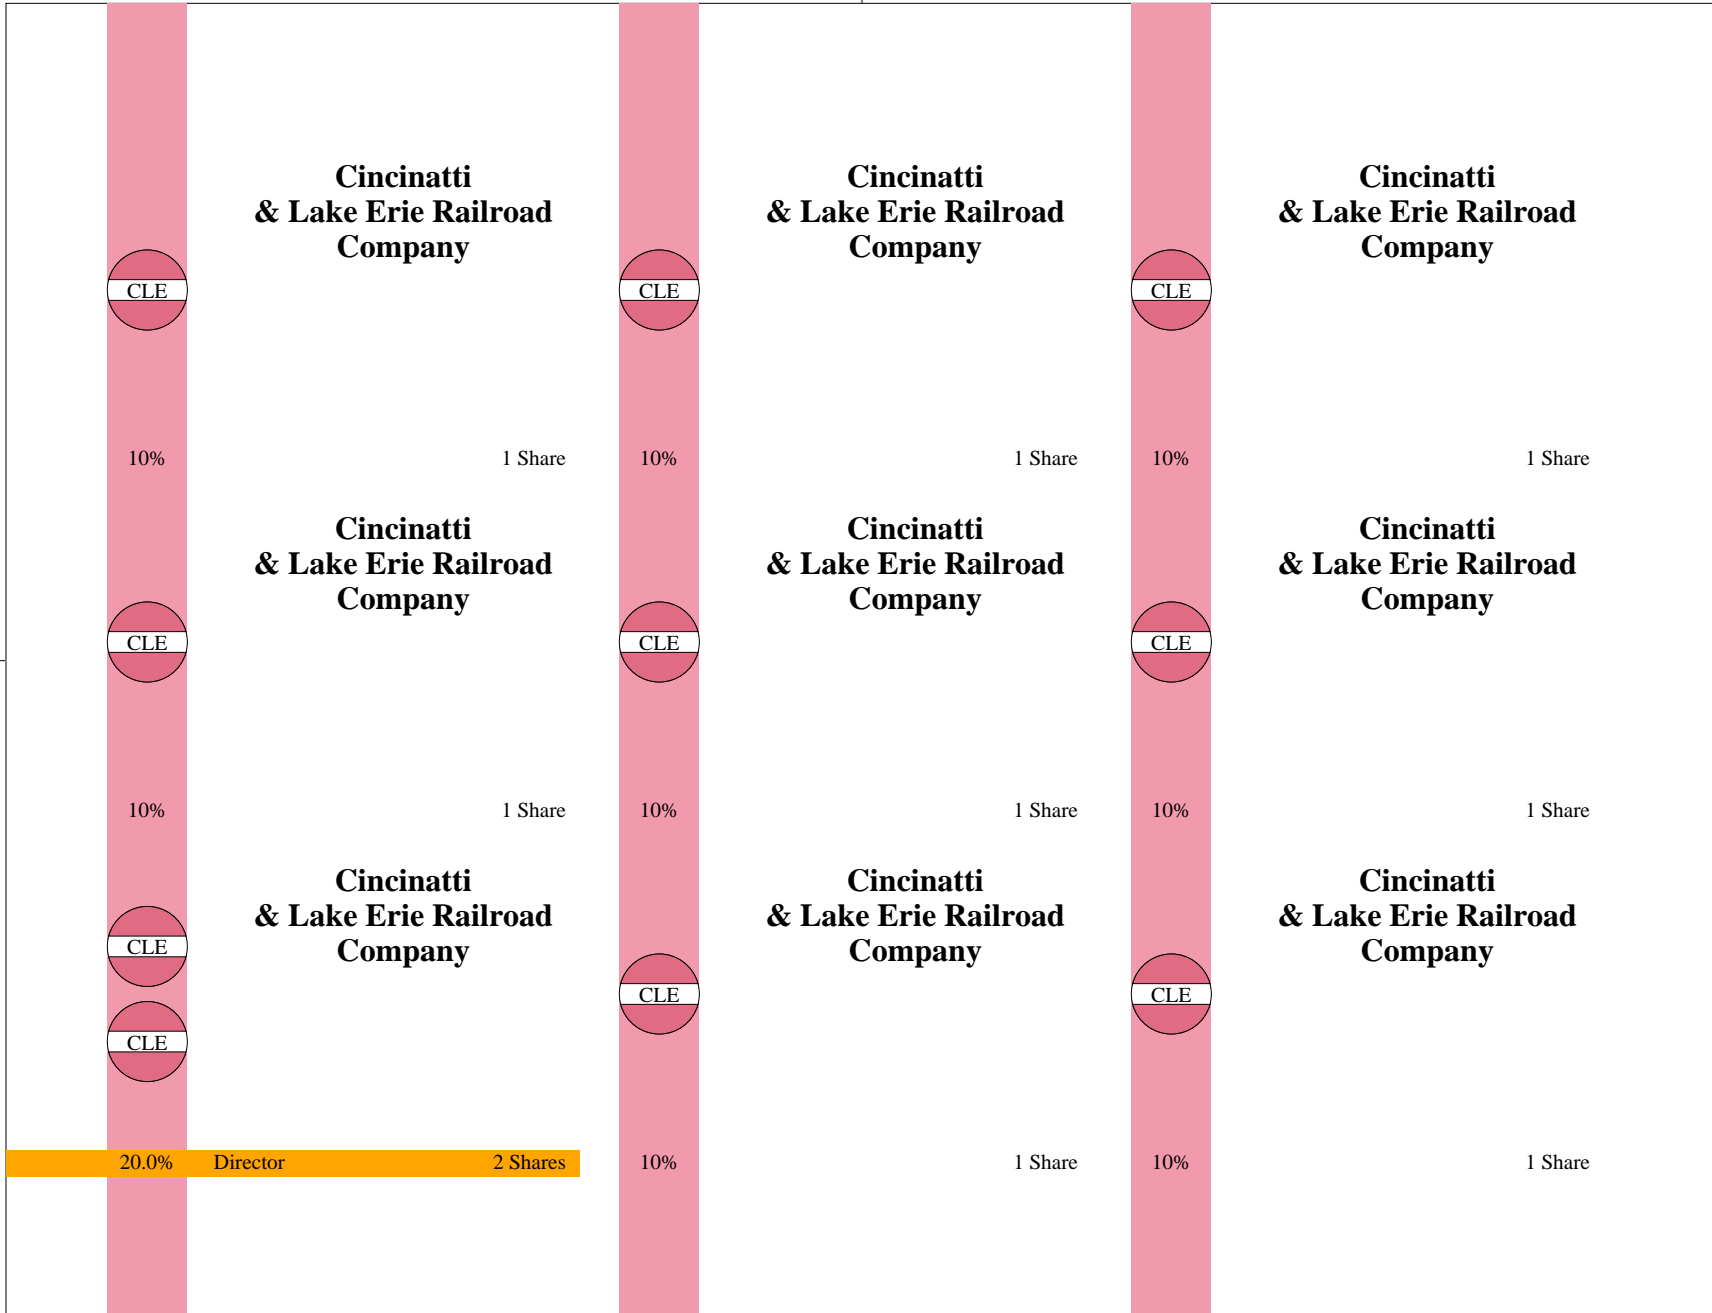 Cincinatti
& Lake Erie Railroad
Company
CLE
10%
1 Share
Cincinatti
& Lake Erie Railroad
Company
CLE
10%
1 Share
Cincinatti
& Lake Erie Railroad
Company
CLE
10%
1 Share
Cincinatti
& Lake Erie Railroad
Company
CLE
10%
1 Share
Cincinatti
& Lake Erie Railroad
Company
CLE
10%
1 Share
Cincinatti
& Lake Erie Railroad
Company
CLE
10%
1 Share
Cincinatti
& Lake Erie Railroad
Company
CLE
CLE
20.0% Director 2 Shares
Cincinatti
& Lake Erie Railroad
Company
CLE
10%
1 Share
Cincinatti
& Lake Erie Railroad
Company
CLE
10%
1 Share